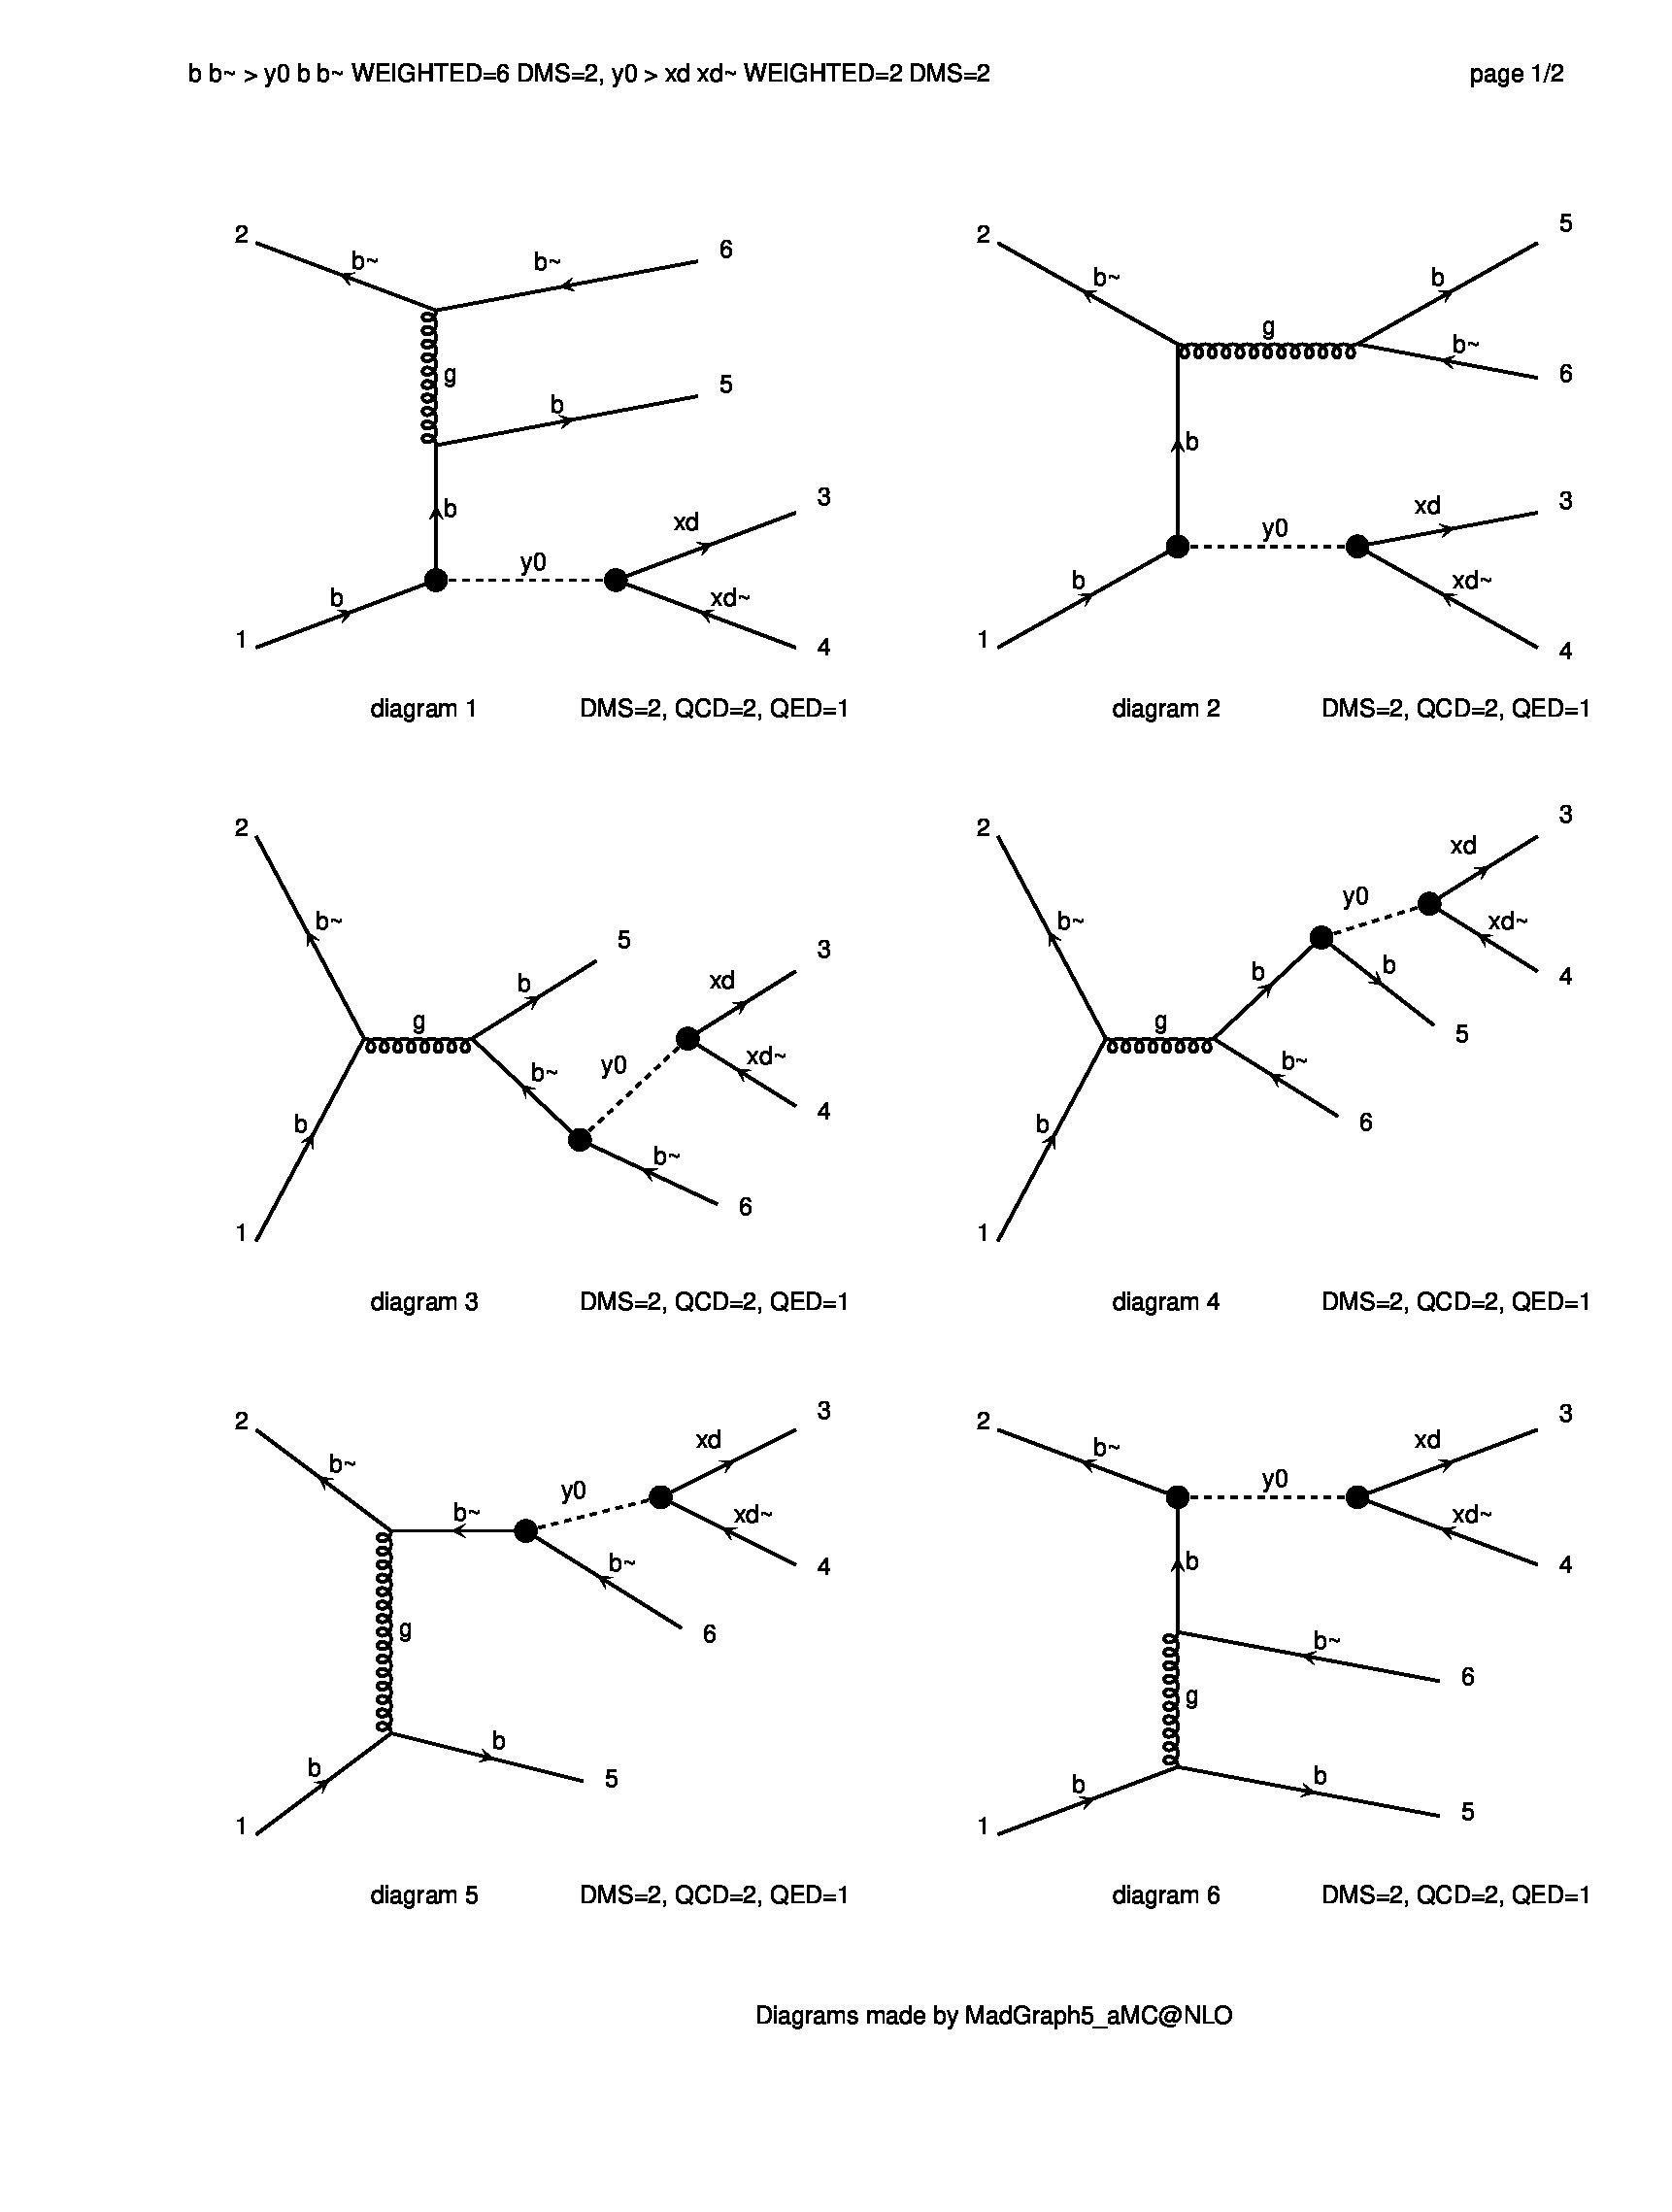 b b~ > y0 b b~ WEIGHTED=6 DMS=2, y0 > xd xd~ WEIGHTED=2 DMS=2 page 1/2
2 b~ b~ 6
g
b 5
b
y0 xd 3
b xd~
1 4
diagram 1 DMS=2, QCD=2, QED=1
2 b~ g b 5
b~ 6
b
y0 xd 3
b xd~
1 4
diagram 2 DMS=2, QCD=2, QED=1
2
b~ 5 3
b xd
g
b~ y0 xd~
b 4
b~
1 6
diagram 3 DMS=2, QCD=2, QED=1
2 3
xd
y0
b~ xd~
b b 4
g 5
b~
b 6
1
diagram 4 DMS=2, QCD=2, QED=1
2 3
b~ xd
y0
b~ xd~
b~ 4
g 6
b
b 5
1
diagram 5 DMS=2, QCD=2, QED=1
2 3
b~ y0 xd
xd~
b 4
b~
g 6
b b
1 5
diagram 6 DMS=2, QCD=2, QED=1
Diagrams made by MadGraph5_aMC@NLO